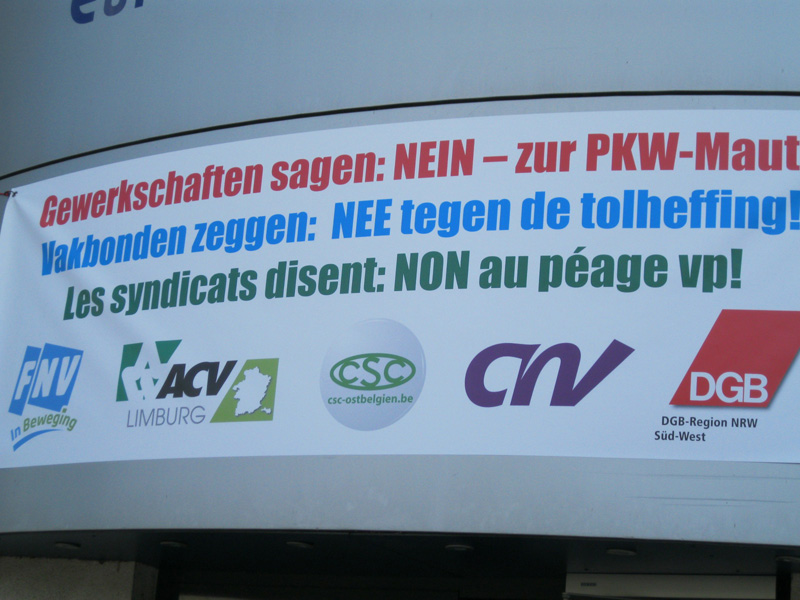 Gewerkschaften sagen: NEIN – zur PKW-Maut
Vakbonden zeggen: NEE tegen de tolheffing!
Les syndicats disent: NON au péage vp!
FNV
In Beweging
ACV
LIMBURG
CSC
csc-ostbelgien.be
CNV
DGB
DGB-Region NRW
Süd-West